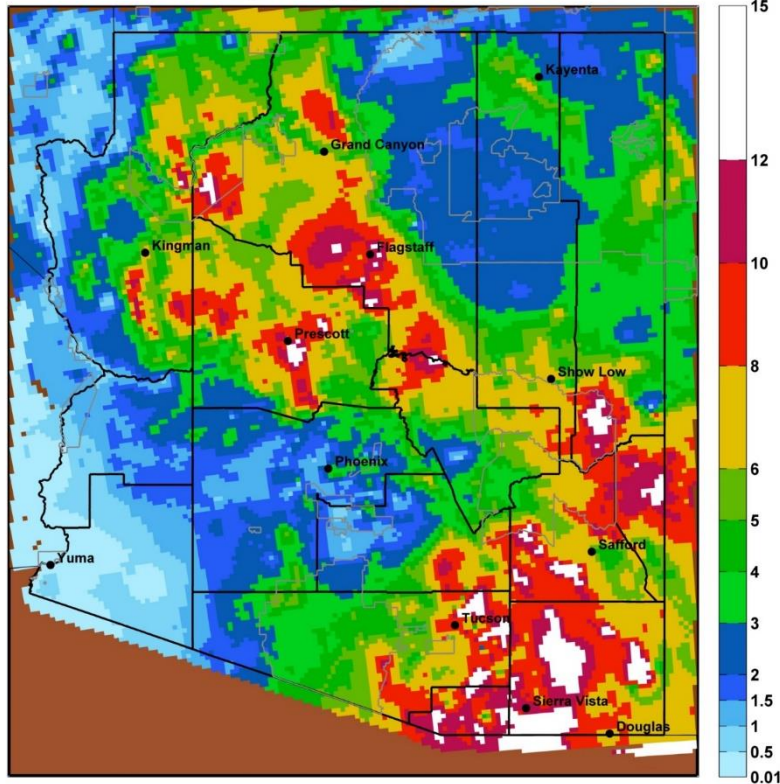 15
Kayenta
Grand Canyon
12
Kingman
Flagstaff
10
Prescott
8
Show Low
Phoenix
6
5
Safford
Yuma
4
Tucson
3
2
Sierra Vista
1.5
Douglas
1
0.5
0.01